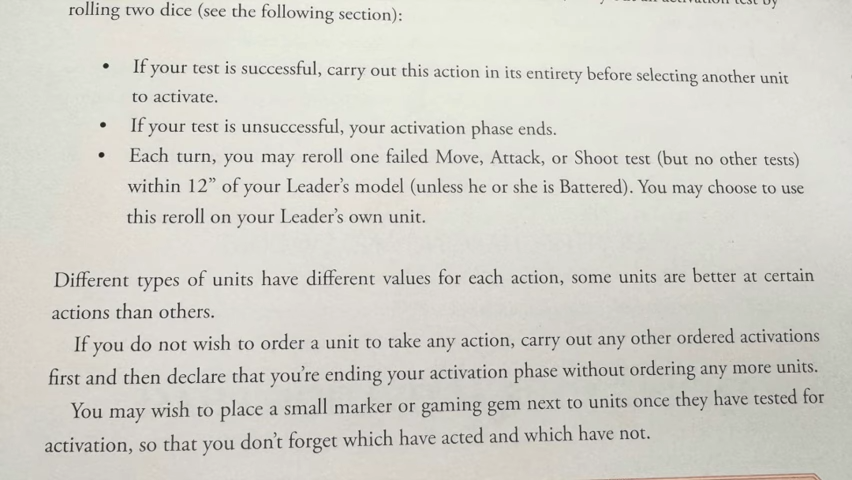 activation test by
rolling two dice (see the following section):
• If your test is successful, carry out this action in its entirety before selecting another unit
to activate.
• If your test is unsuccessful, your activation phase ends.
• Each turn, you may reroll one failed Move, Attack, or Shoot test (but no other tests)
within 12” of your Leader’s model (unless he or she is Battered). You may choose to use
this reroll on your Leader’s own unit.
Different types of units have different values for each action, some units are better at certain
actions than others.
If you do not wish to order a unit to take any action, carry out any other ordered activations
first and then declare that you’re ending your activation phase without ordering any more units.
You may wish to place a small marker or gaming gem next to units once they have tested for
activation, so that you don’t forget which have acted and which have not.